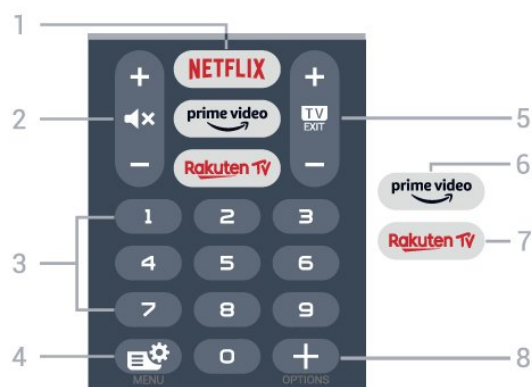 1
NETFLIX
2
prime video
TV
EXIT
5
Rakuten TV
6
prime video
7
Rakuten TV
3
1 2 3
4 5 6
7 8 9
4
MENU
0
OPTIONS
8